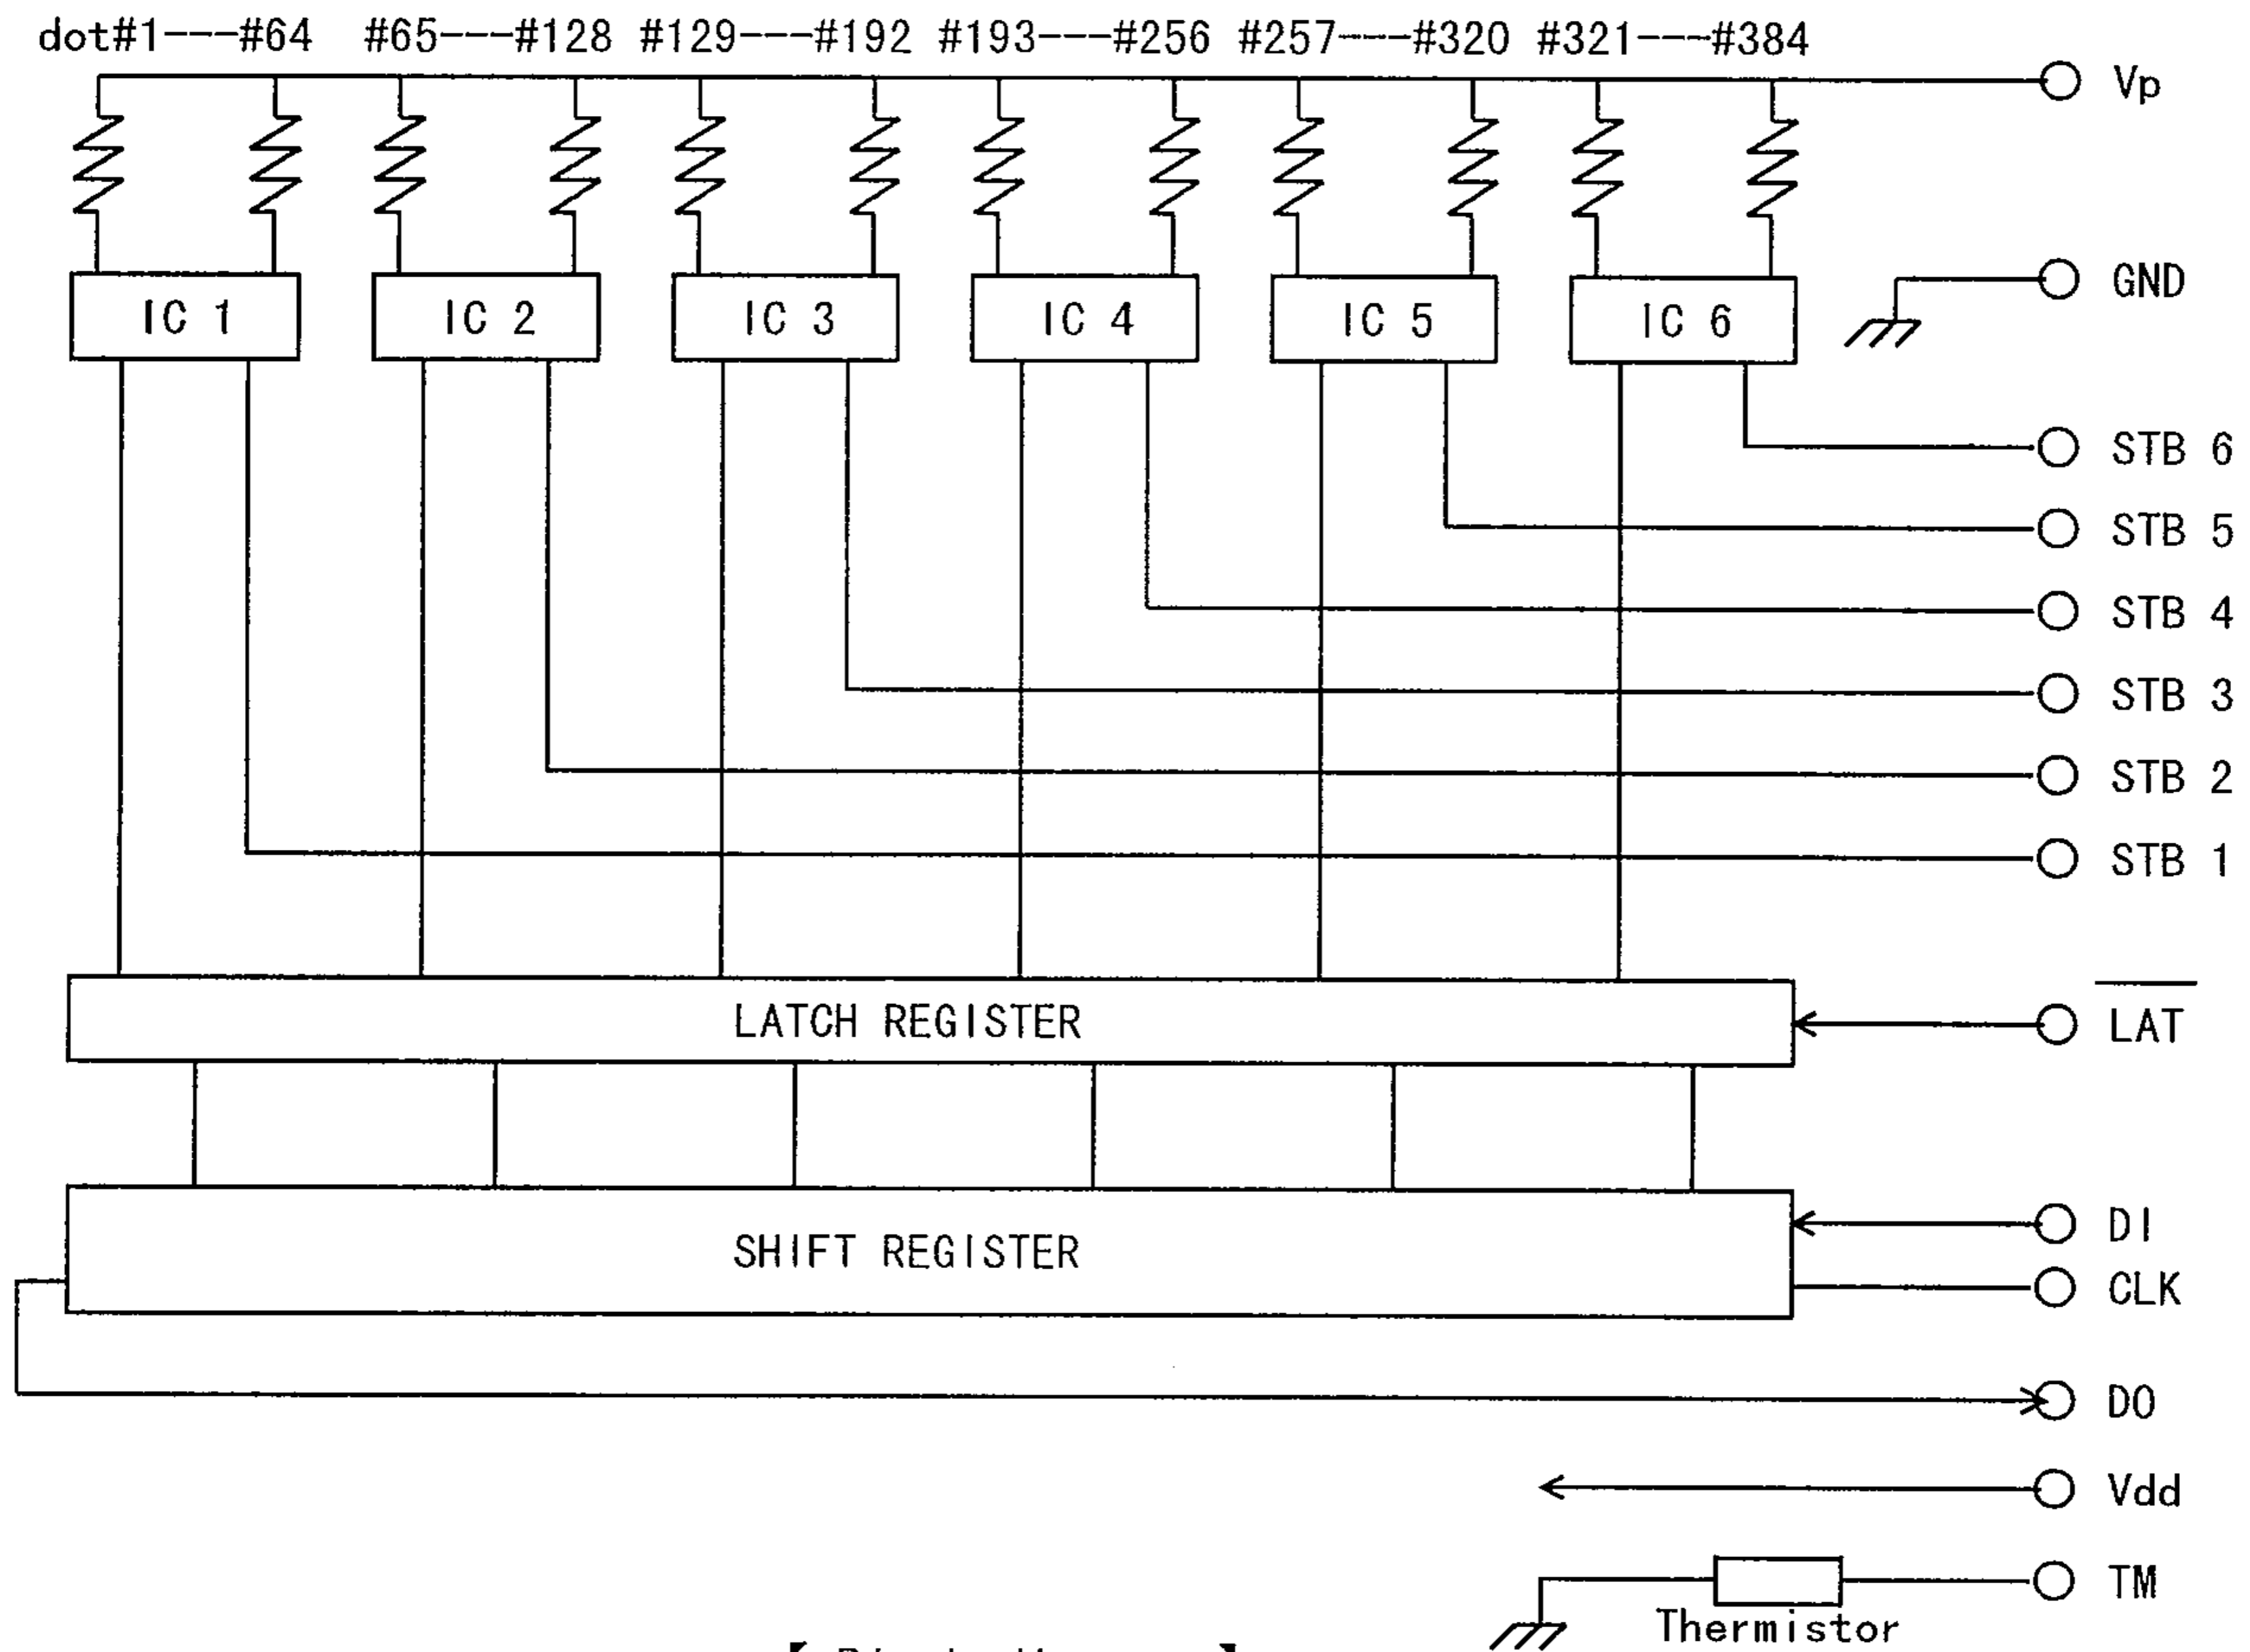 dot#1---#64 #65---#128 #129---#192 #193---#256 #257---#320 #321---#384
Vp
IC 1 IC 2 IC 3 IC 4 IC 5 IC 6
GND
STB 6
STB 5
STB 4
STB 3
STB 2
STB 1
LATCH REGISTER
LAT
SHIFT REGISTER
DI
CLK
DO
Vdd
TM
Thermistor